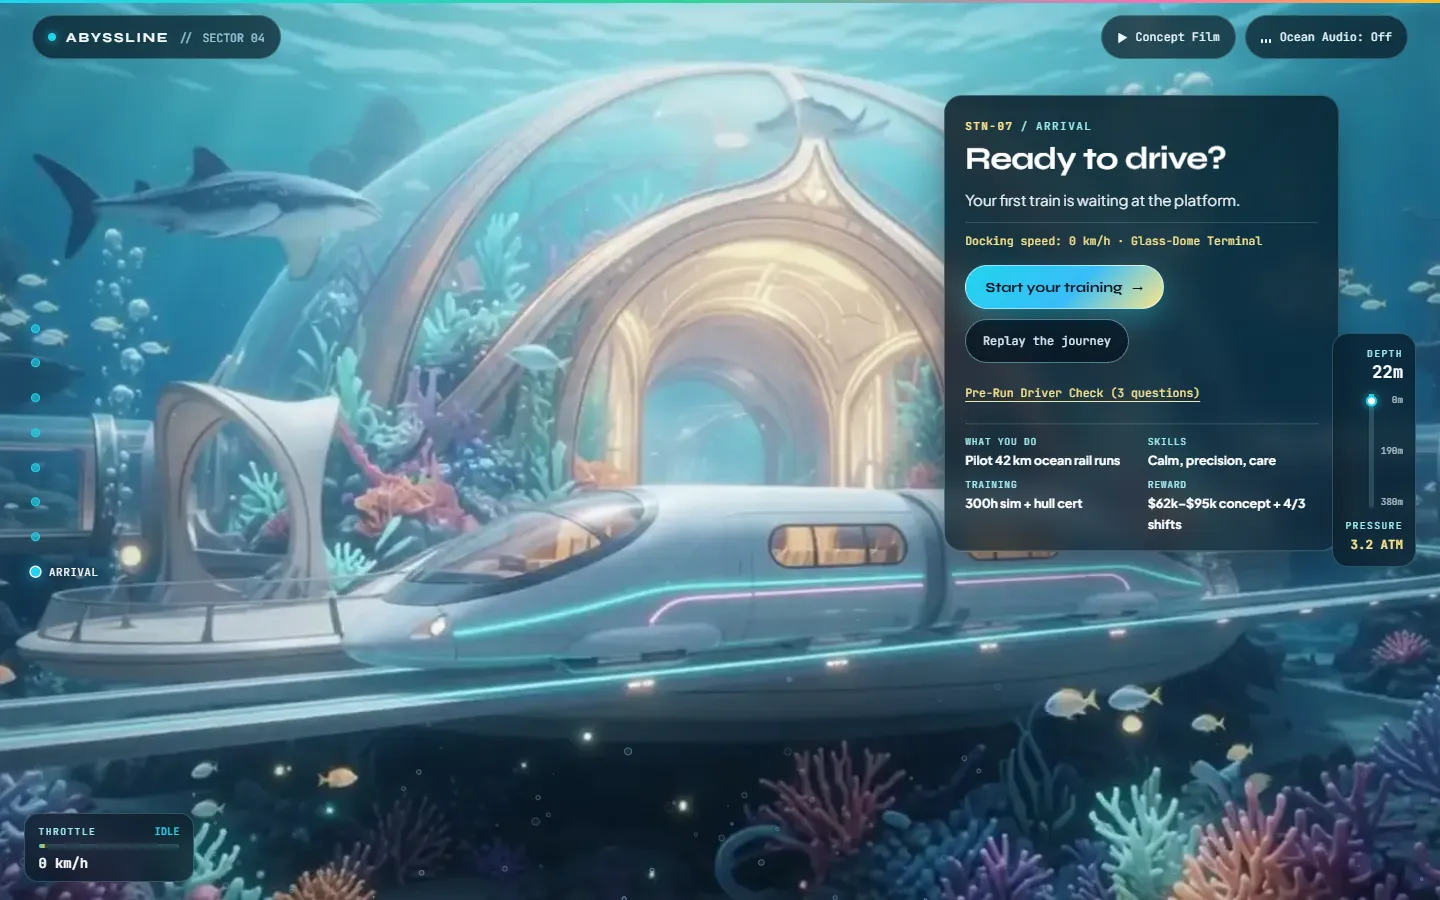 ABYSSLINE // SECTOR 04
Concept Film
Ocean Audio: Off
STN-07 / ARRIVAL
Ready to drive?
Your first train is waiting at the platform.
Docking speed: 0 km/h · Glass-Dome Terminal
Start your training →
Replay the journey
Pre-Run Driver Check (3 questions)
WHAT YOU DO
Pilot 42 km ocean rail runs
SKILLS
Calm, precision, care
TRAINING
300h sim + hull cert
REWARD
$62k–$95k concept + 4/3
shifts
DEPTH
22m
0m
190m
380m
PRESSURE
3.2 ATM
ARRIVAL
THROTTLE IDLE
0 km/h